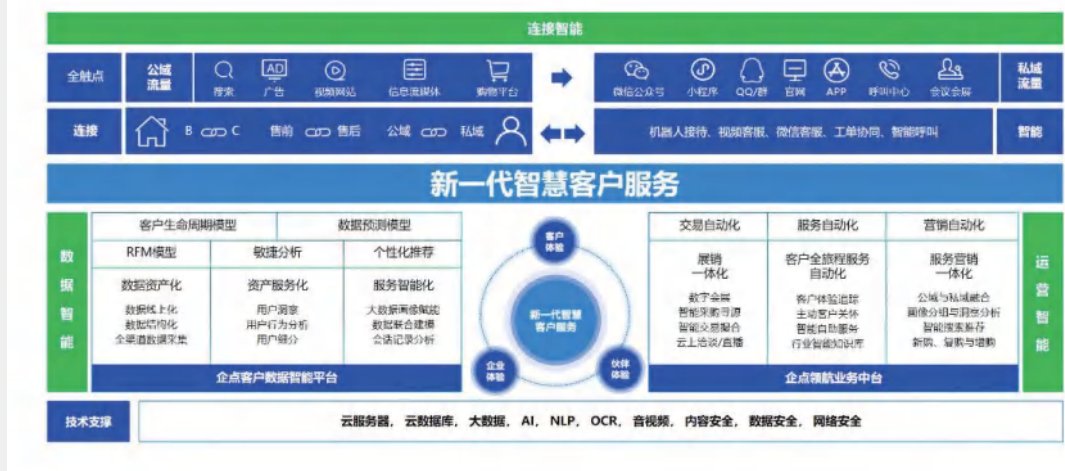 连接智能
全触点
公域
流量
搜索
AD
广告
视频网站
信息流媒体
购物平台
微信公众号
小程序
QQ/群
官网
APP
呼叫中心
会议会展
私域
流量
连接
B C
售前 售后
公域 私域
机器人接待、视频客服、微信客服、工单协同、智能呼叫
智能
新一代智慧客户服务
数据智能
客户生命周期模型
数据预测模型
RFM模型
敏捷分析
个性化推荐
数据资产化
数据线上化
数据结构化
全渠道数据采集
资产服务化
用户洞察
用户行为分析
用户细分
服务智能化
大数据画像赋能
数据联合建模
会话记录分析
企点客户数据智能平台
客户
体验
新一代智慧
客户服务
企业
体验
伙伴
体验
交易自动化
服务自动化
营销自动化
展销
一体化
数字会展
智能采购寻源
智能交易撮合
云上洽谈/直播
客户全旅程服务
自动化
客户体验追踪
主动客户关怀
智能自助服务
行业智能知识库
服务营销
一体化
公域与私域融合
画像分组与洞察分析
智能搜索推荐
新购、复购与增购
企点领航业务中台
运营智能
技术支撑
云服务器, 云数据库, 大数据, AI, NLP, OCR, 音视频, 内容安全, 数据安全, 网络安全